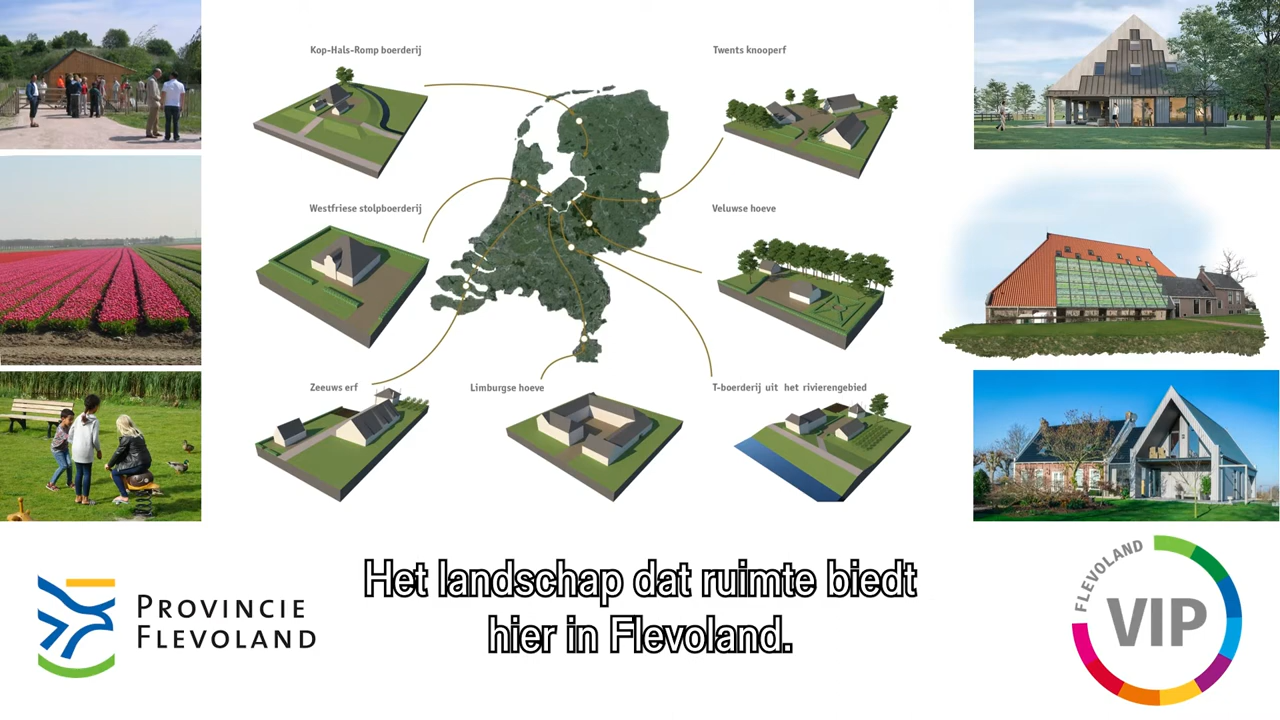 Kop-Hals-Romp boerderij
Twents knooperf
Westfriese stolpboerderij
Veluwse hoeve
Zeeuws erf
Limburgse hoeve
T-boerderij uit het rivierengebied
PROVINCIE
FLEVOLAND
Het landschap dat ruimte biedt
hier in Flevoland.
FLEVOLAND
VIP